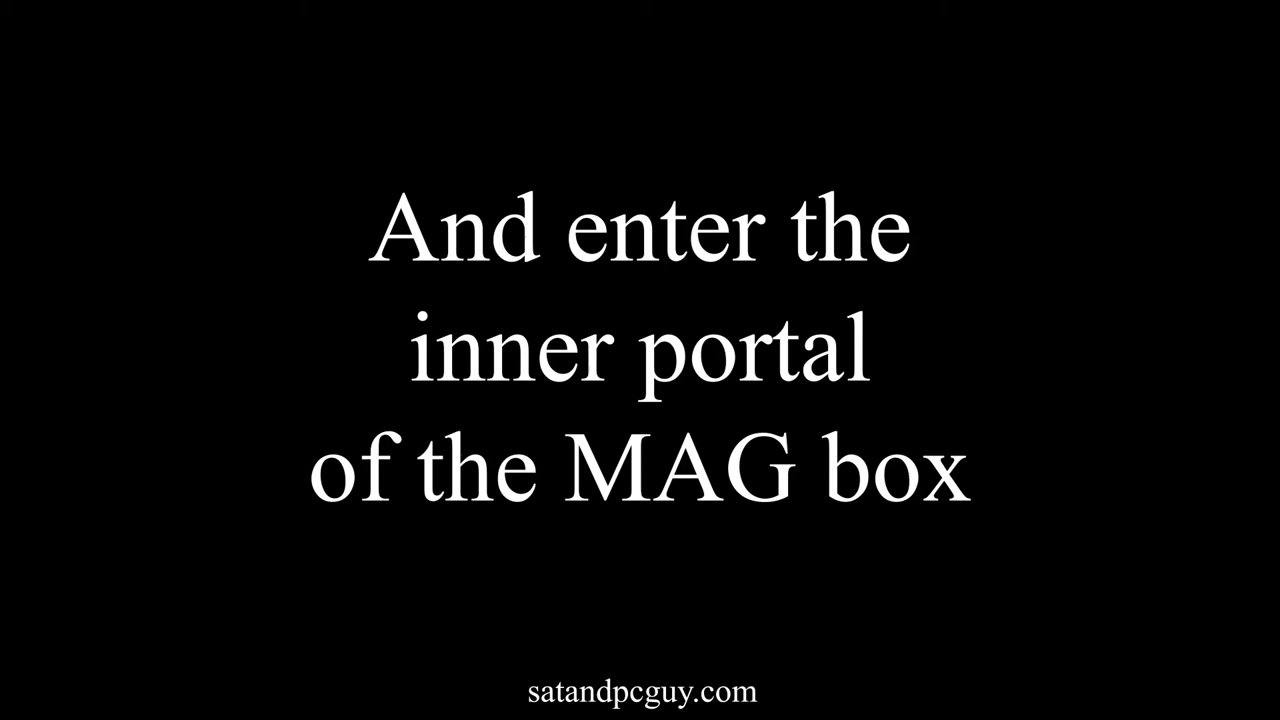 And enter the
inner portal
of the MAG box
satandpcguy.com